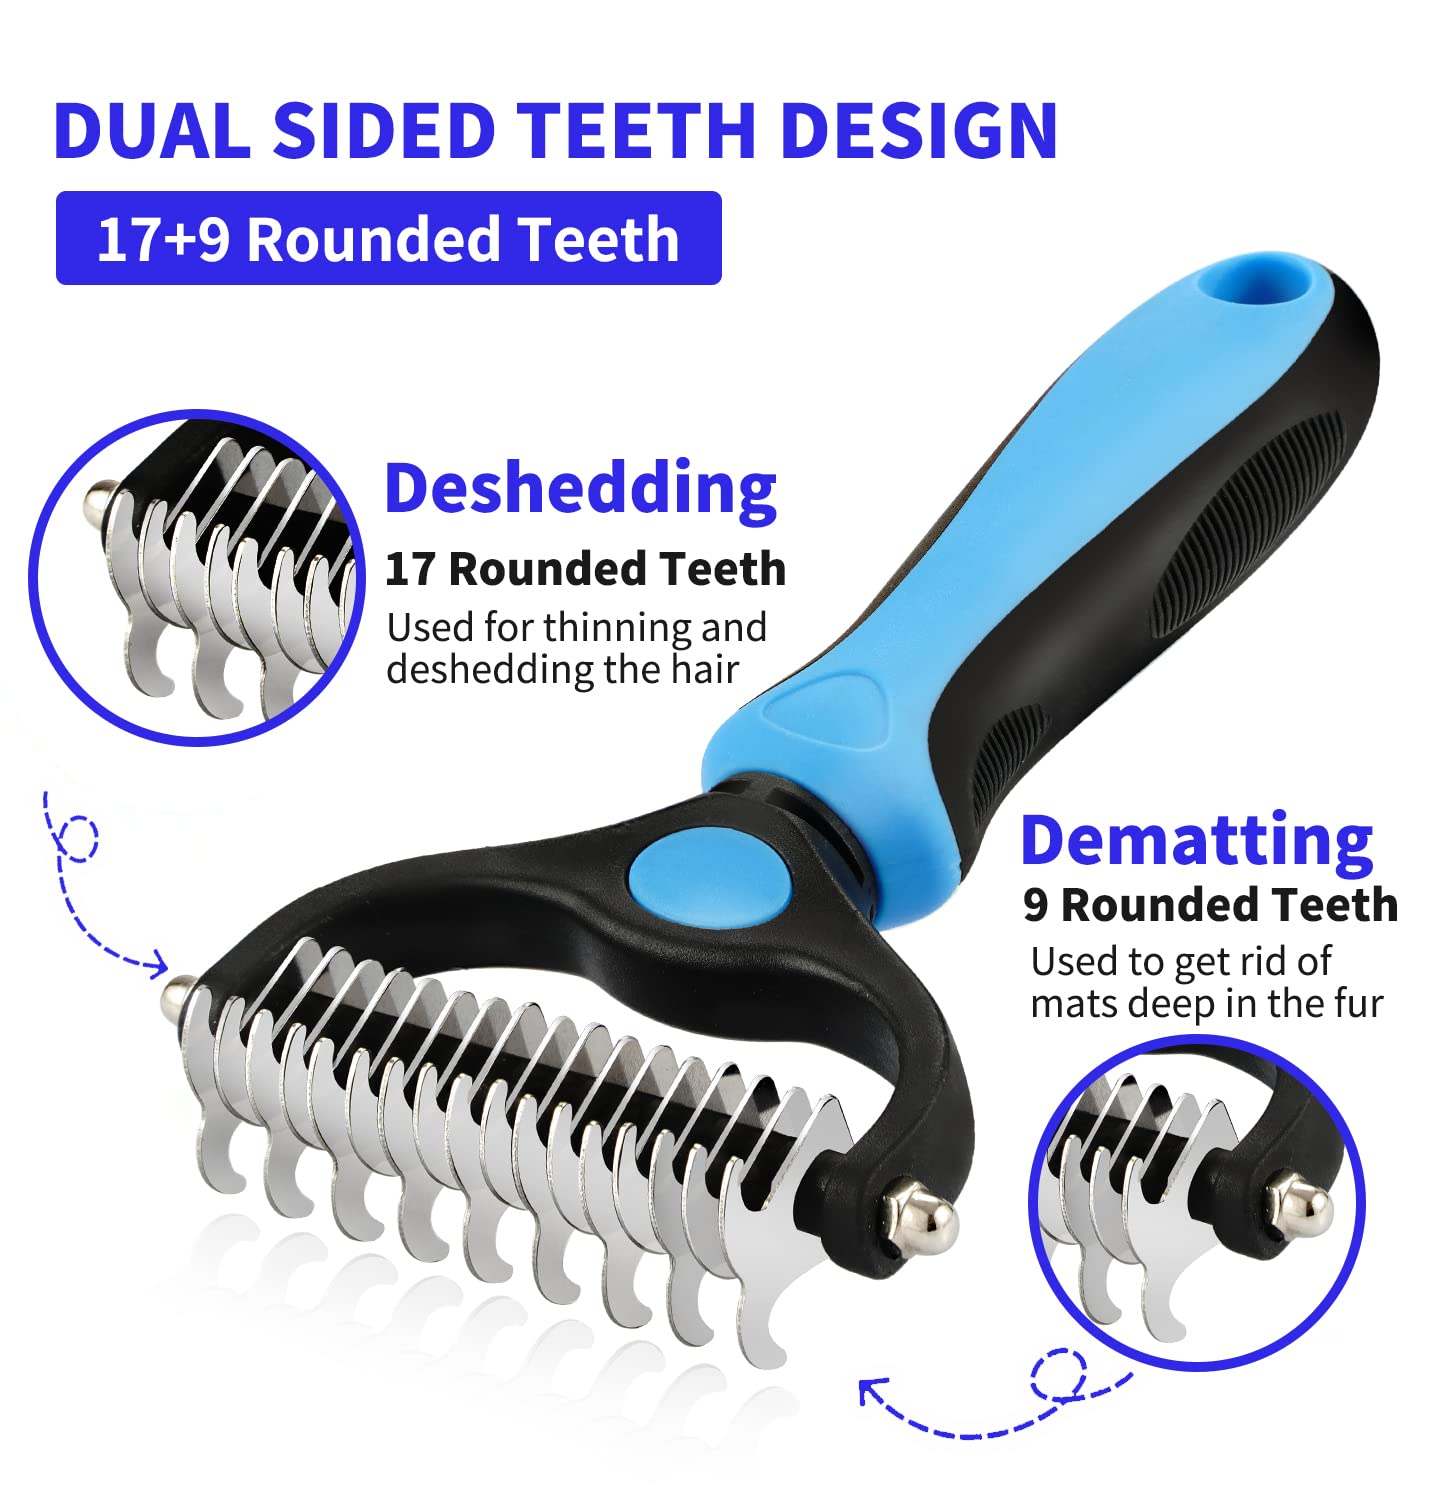 DUAL SIDED TEETH DESIGN
17+9 Rounded Teeth
Deshedding
17 Rounded Teeth
Used for thinning and
deshedding the hair
Dematting
9 Rounded Teeth
Used to get rid of
mats deep in the fur